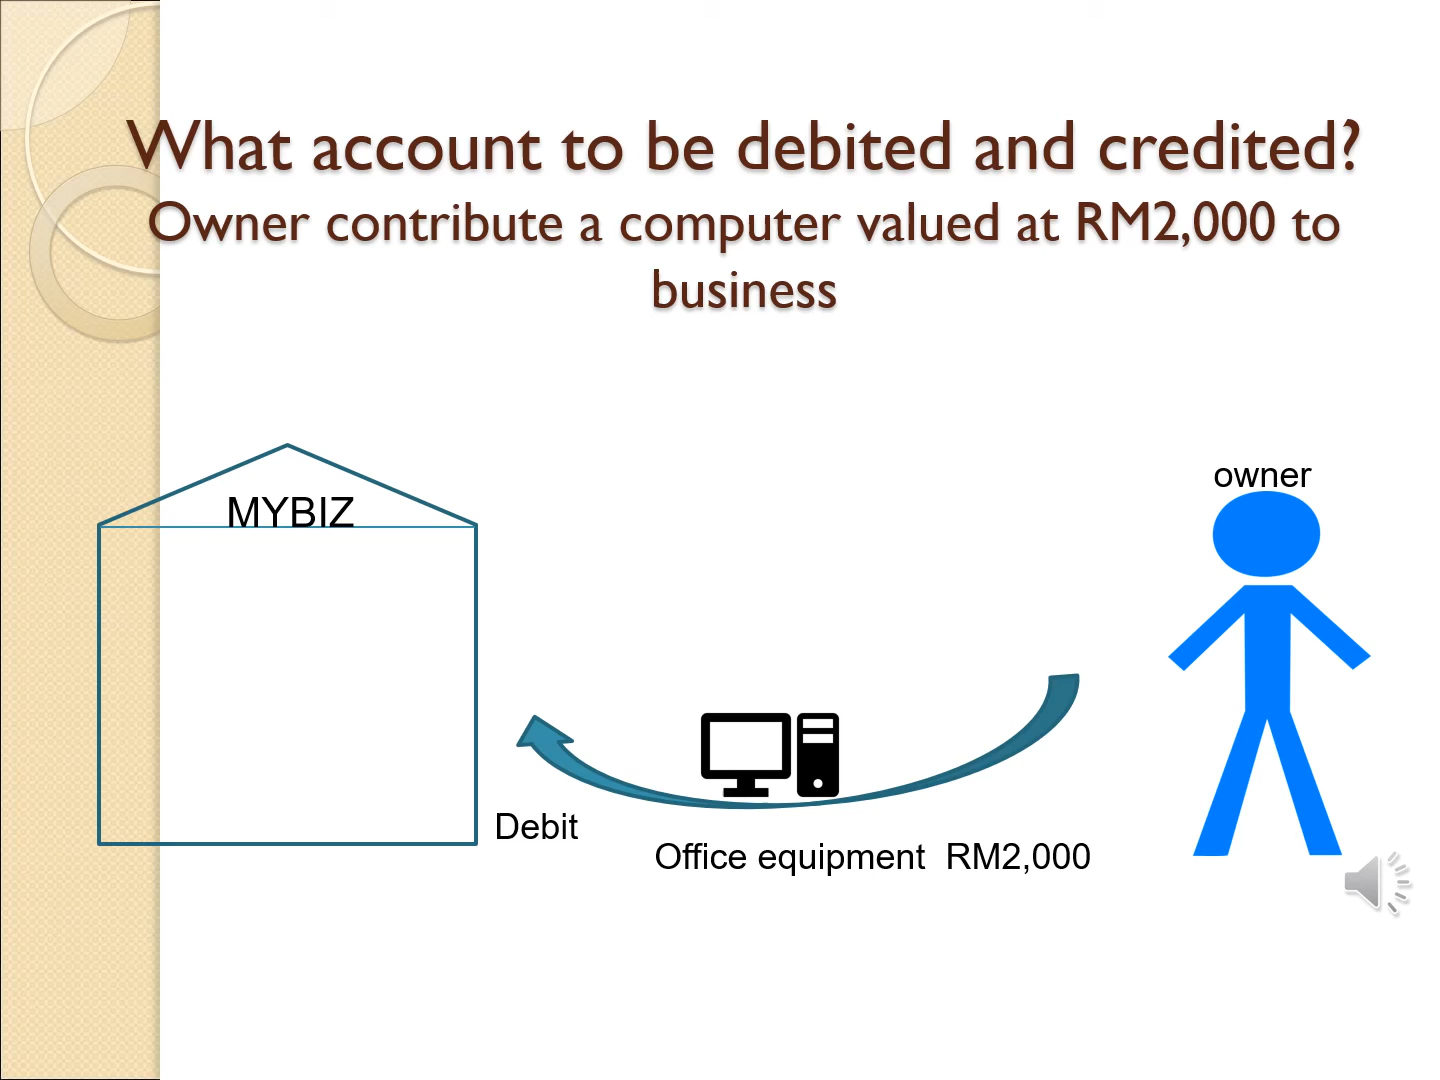 What account to be debited and credited?
Owner contribute a computer valued at RM2,000 to
business
MYBIZ
owner
Debit
Office equipment  RM2,000